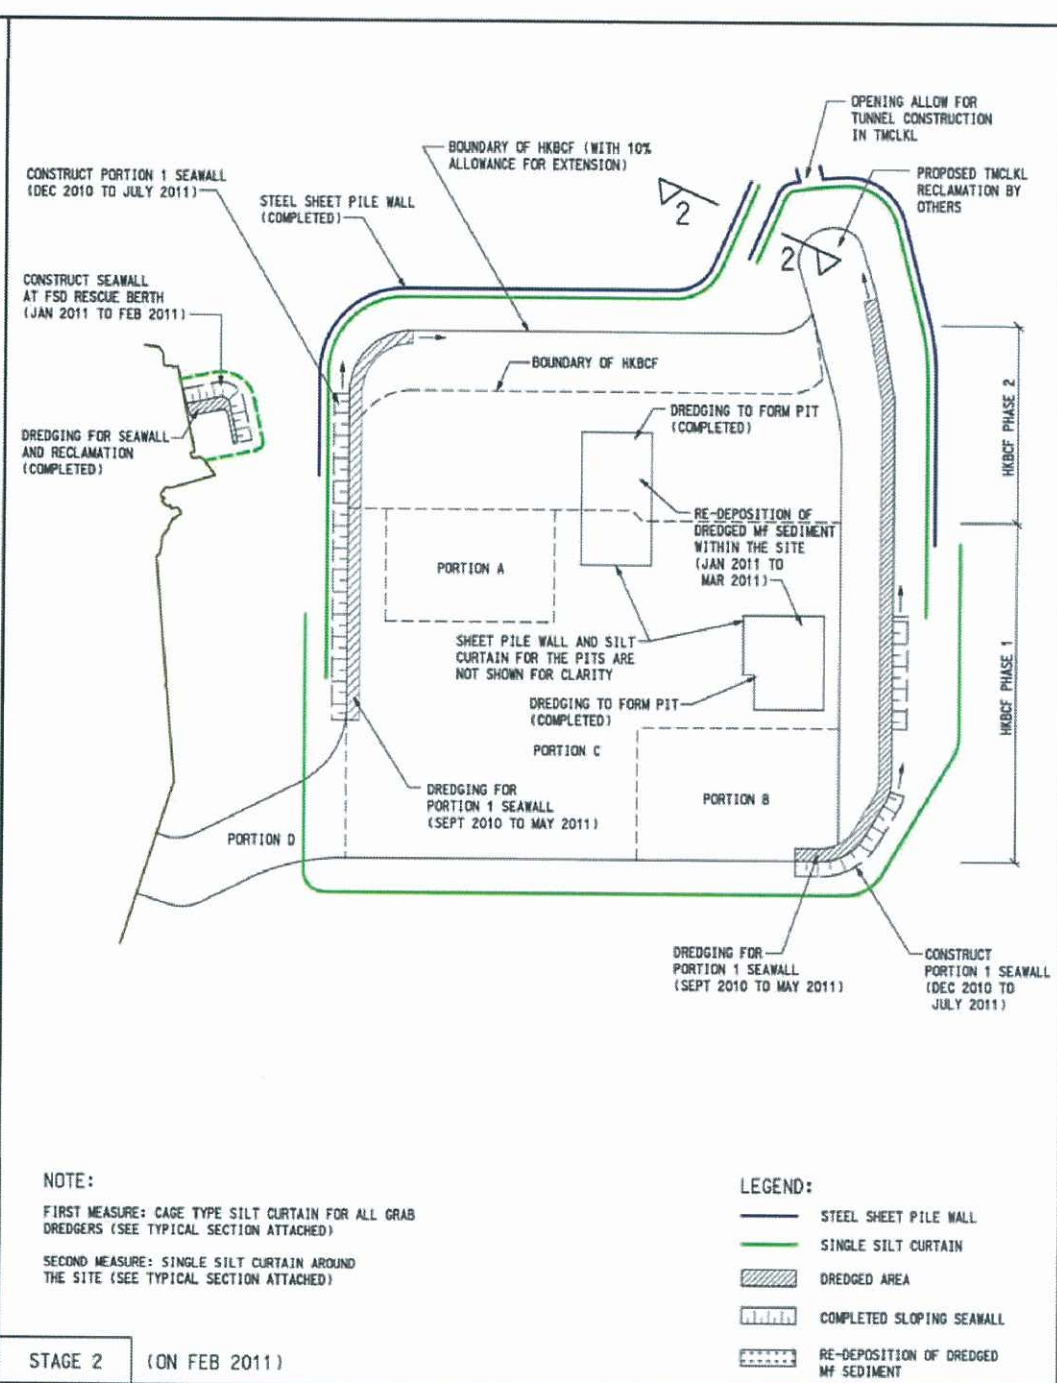 OPENING ALLOW FOR
TUNNEL CONSTRUCTION
IN TMCLKL
BOUNDARY OF HKBCF (WITH 10%
ALLOWANCE FOR EXTENSION)
PROPOSED TMCLKL
RECLAMATION BY
OTHERS
CONSTRUCT PORTION 1 SEAWALL
(DEC 2010 TO JULY 2011)
STEEL SHEET PILE WALL
(COMPLETED)
2
2
CONSTRUCT SEAWALL
AT FSD RESCUE BERTH
(JAN 2011 TO FEB 2011)
BOUNDARY OF HKBCF
DREDGING TO FORM PIT
(COMPLETED)
HKBCF PHASE 2
DREDGING FOR SEAWALL
AND RECLAMATION
(COMPLETED)
RE-DEPOSITION OF
DREDGED Mf SEDIMENT
WITHIN THE SITE
(JAN 2011 TO
MAR 2011)
PORTION A
SHEET PILE WALL AND SILT
CURTAIN FOR THE PITS ARE
NOT SHOWN FOR CLARITY
HKBCF PHASE 1
DREDGING TO FORM PIT
(COMPLETED)
PORTION C
DREDGING FOR
PORTION 1 SEAWALL
(SEPT 2010 TO MAY 2011)
PORTION B
PORTION D
DREDGING FOR
PORTION 1 SEAWALL
(SEPT 2010 TO MAY 2011)
CONSTRUCT
PORTION 1 SEAWALL
(DEC 2010 TO
JULY 2011)
NOTE:
FIRST MEASURE: CAGE TYPE SILT CURTAIN FOR ALL GRAB
DREDGERS (SEE TYPICAL SECTION ATTACHED)
SECOND MEASURE: SINGLE SILT CURTAIN AROUND
THE SITE (SEE TYPICAL SECTION ATTACHED)
LEGEND:
STEEL SHEET PILE WALL
SINGLE SILT CURTAIN
DREDGED AREA
COMPLETED SLOPING SEAWALL
RE-DEPOSITION OF DREDGED
Mf SEDIMENT
STAGE 2 (ON FEB 2011)